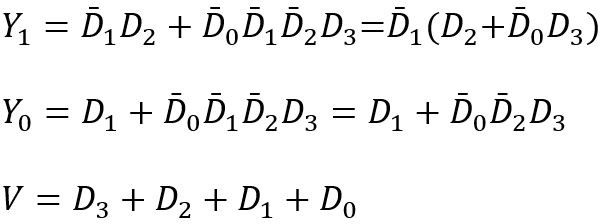 Y₁ = D̄₁D₂ + D̄₀D̄₁D̄₂D₃=D̄₁(D₂+D̄₀D₃)
Y₀ = D₁ + D̄₀D̄₁D̄₂D₃ = D₁ + D̄₀D̄₂D₃
V = D₃ + D₂ + D₁ + D₀